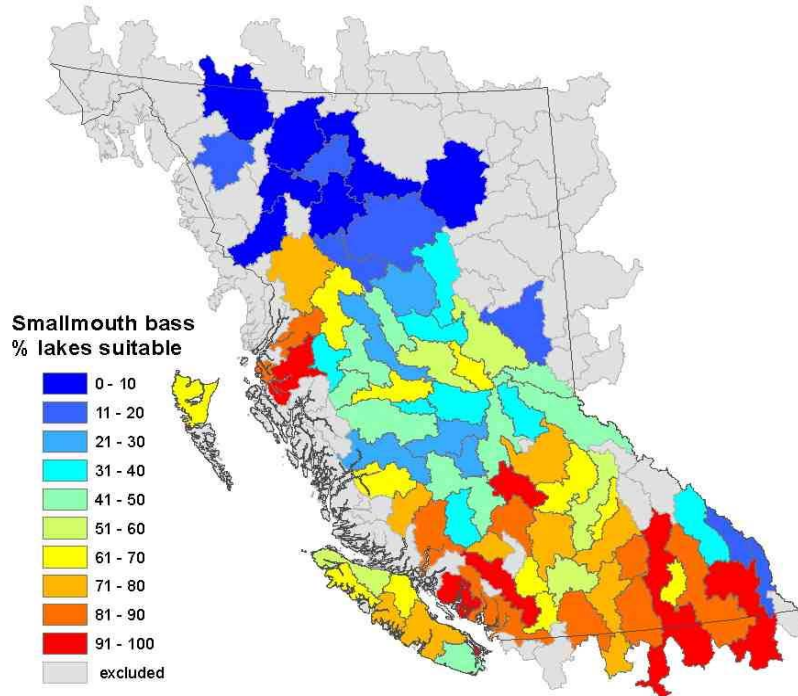 Smallmouth bass
% lakes suitable
0 - 10
11 - 20
21 - 30
31 - 40
41 - 50
51 - 60
61 - 70
71 - 80
81 - 90
91 - 100
excluded